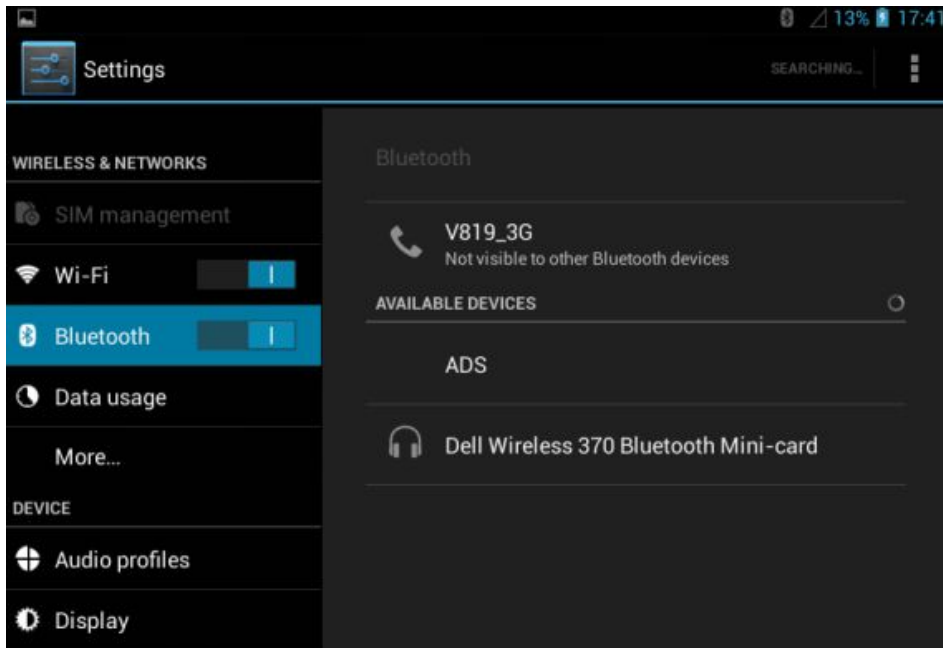 13% 17:41
Settings
SEARCHING...
WIRELESS & NETWORKS
SIM management
Wi-Fi
Bluetooth
Data usage
More...
DEVICE
Audio profiles
Display
Bluetooth
V819_3G
Not visible to other Bluetooth devices
AVAILABLE DEVICES
ADS
Dell Wireless 370 Bluetooth Mini-card